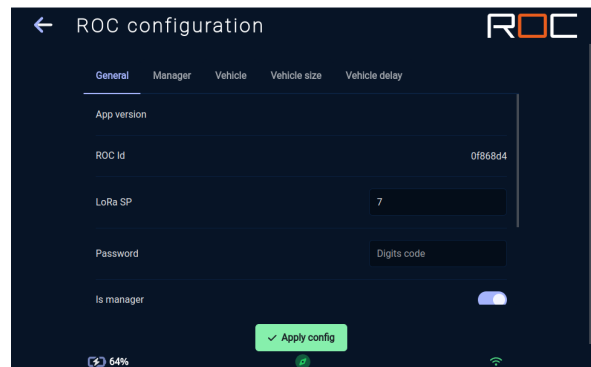 ROC configuration
ROC
General Manager Vehicle Vehicle size Vehicle delay
App version
ROC Id 0f868d4
LoRa SP 7
Password Digits code
Is manager
Apply config
64%